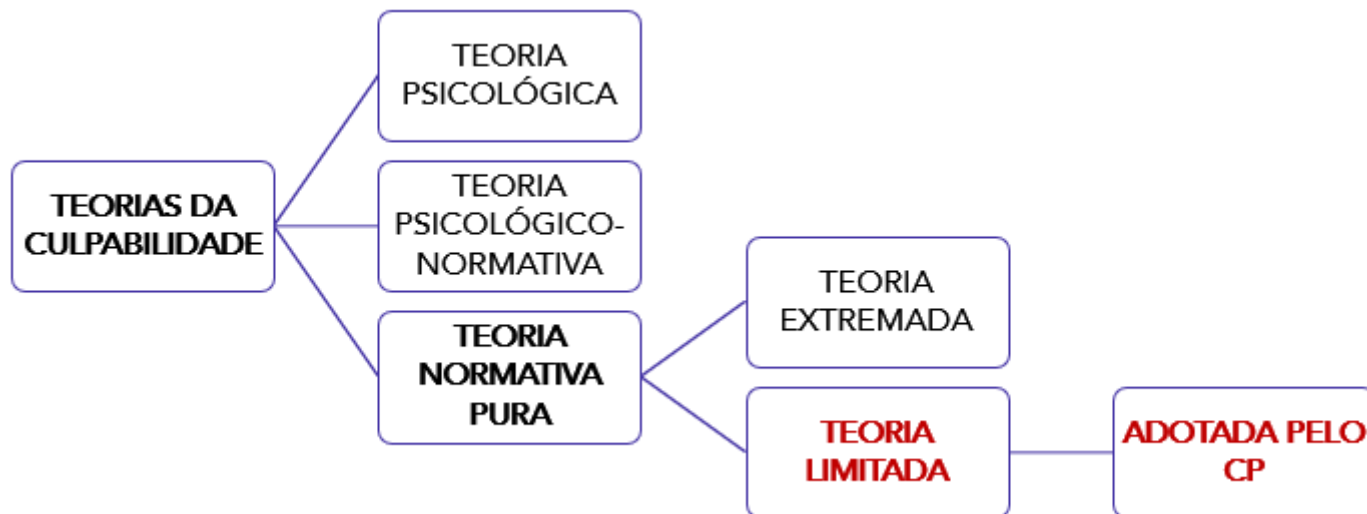 TEORIA
PSICOLÓGICA
TEORIAS DA
CULPABILIDADE
TEORIA
PSICOLÓGICO-
NORMATIVA
TEORIA
NORMATIVA
PURA
TEORIA
EXTREMADA
TEORIA
LIMITADA
ADOTADA PELO
CP